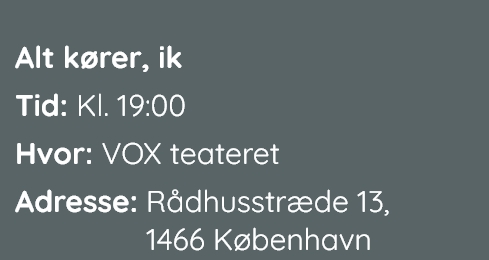 Alt kører, ik
Tid: Kl. 19:00
Hvor: VOX teateret
Adresse: Rådhusstræde 13,
1466 København